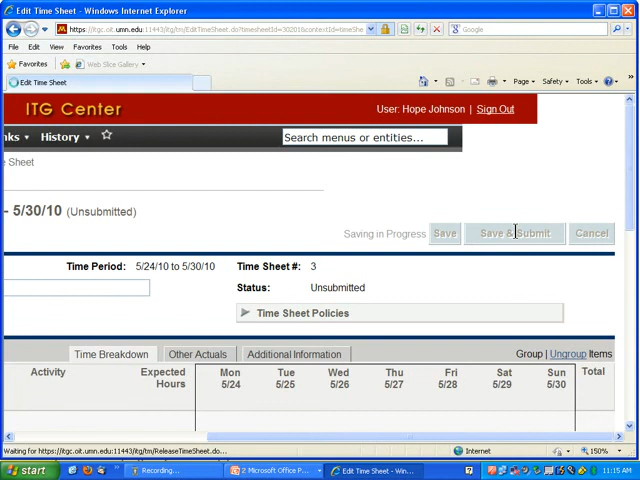 Edit Time Sheet - Windows Internet Explorer
https://itgc.oit.umn.edu:11443/itg/tm/EditTimeSheet.do?timesheetId=30201&contextId=timeShe
Google
File Edit View Favorites Tools Help
Favorites Web Slice Gallery
Edit Time Sheet
Page Safety Tools
ITG Center
User: Hope Johnson | Sign Out
nks History
Search menus or entities...
e Sheet
- 5/30/10 (Unsubmitted)
Saving in Progress Save Save & Submit Cancel
Time Period: 5/24/10 to 5/30/10 Time Sheet #: 3
Status: Unsubmitted
Time Sheet Policies
Time Breakdown Other Actuals Additional Information Group | Ungroup Items
Activity Expected Hours Mon 5/24 Tue 5/25 Wed 5/26 Thu 5/27 Fri 5/28 Sat 5/29 Sun 5/30 Total
Waiting for https://itgc.oit.umn.edu:11443/itg/tm/ReleaseTimeSheet.do... Internet 150%
start Recording... 2 Microsoft Office P... Edit Time Sheet - Win... 11:15 AM